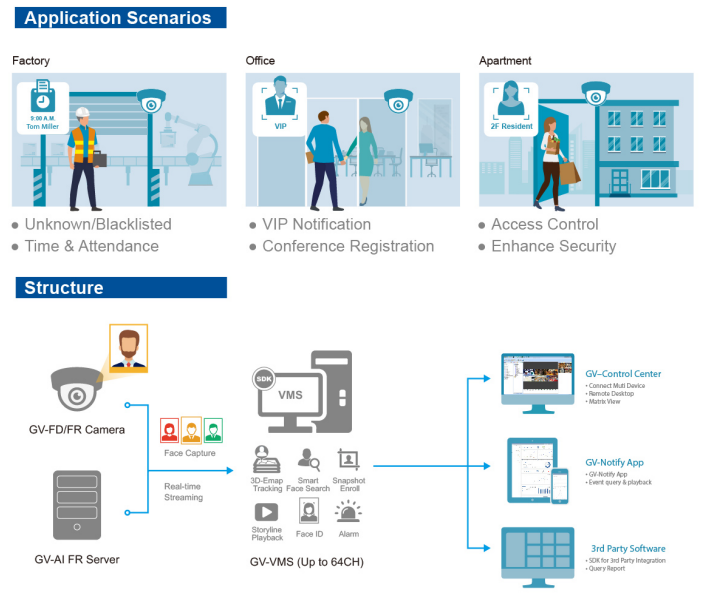 Application Scenarios
Factory
Office
Apartment
9:00 A.M.
Tom Miller
VIP
2F Resident
• Unknown/Blacklisted
• Time & Attendance
• VIP Notification
• Conference Registration
• Access Control
• Enhance Security
Structure
GV-FD/FR Camera
GV-AI FR Server
Face Capture
Real-time
Streaming
SDK
VMS
3D-Emap
Tracking
Smart
Face Search
Snapshot
Enroll
Storyline
Playback
Face ID
Alarm
GV-VMS (Up to 64CH)
GV–Control Center
• Connect Muti Device
• Remote Desktop
• Matrix View
GV-Notify App
• GV-Notify App
• Event query & playback
3rd Party Software
• SDK for 3rd Party Integration
• Query Report